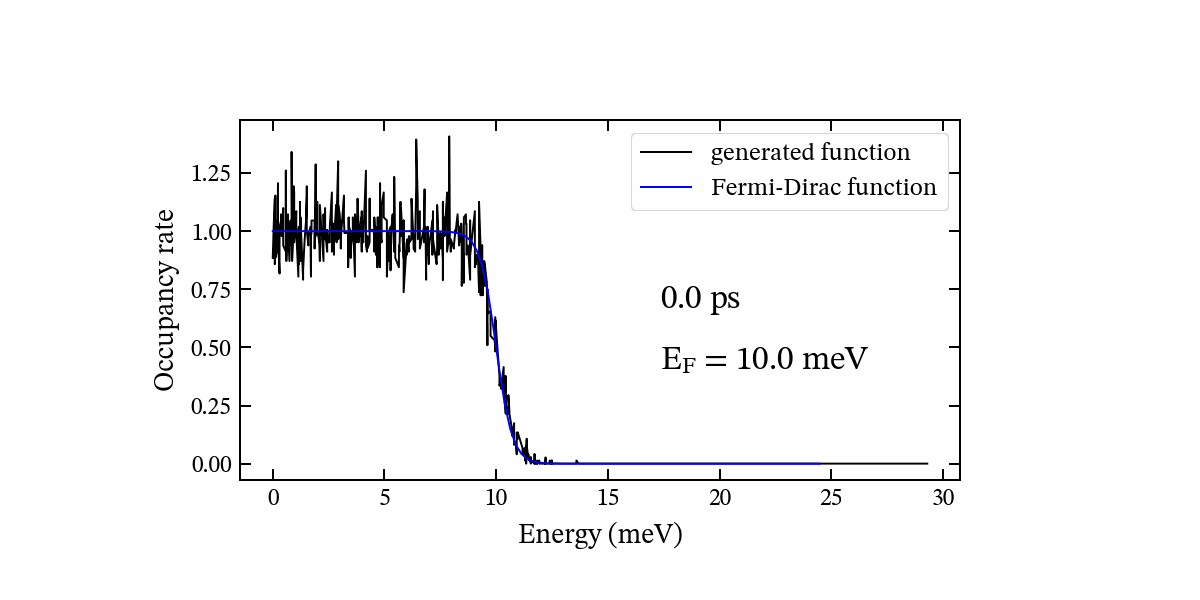 generated function
Fermi-Dirac function
1.25
1.00
0.75
0.50
0.25
0.00
Occupancy rate
0.0 ps
E_F = 10.0 meV
0 5 10 15 20 25 30
Energy (meV)